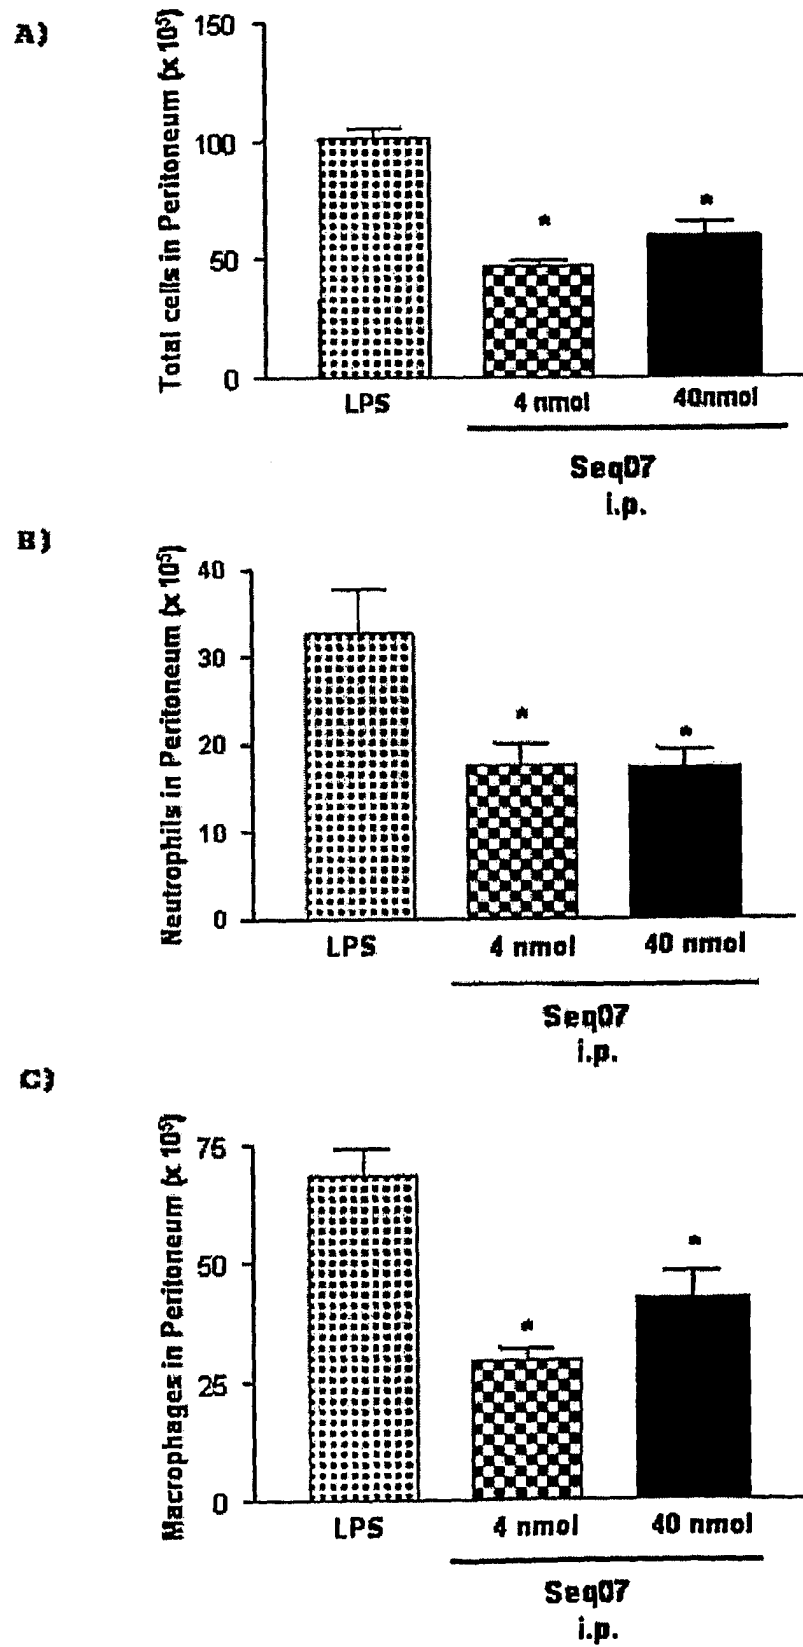 A)
Total cells in Peritoneum (x 10⁵)
150
100
50
0
*
*
LPS
4 nmol
40nmol
Seq07
i.p.
B)
Neutrophils in Peritoneum (x 10⁵)
40
30
20
10
0
*
*
LPS
4 nmol
40 nmol
Seq07
i.p.
C)
Macrophages in Peritoneum (x 10⁵)
75
50
25
0
*
*
LPS
4 nmol
40 nmol
Seq07
i.p.